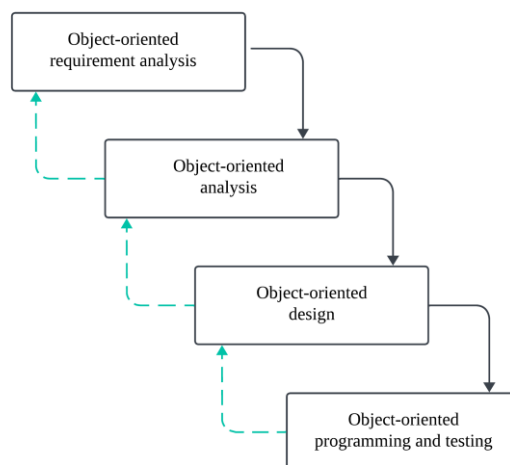 Object-oriented
requirement analysis
Object-oriented
analysis
Object-oriented
design
Object-oriented
programming and testing